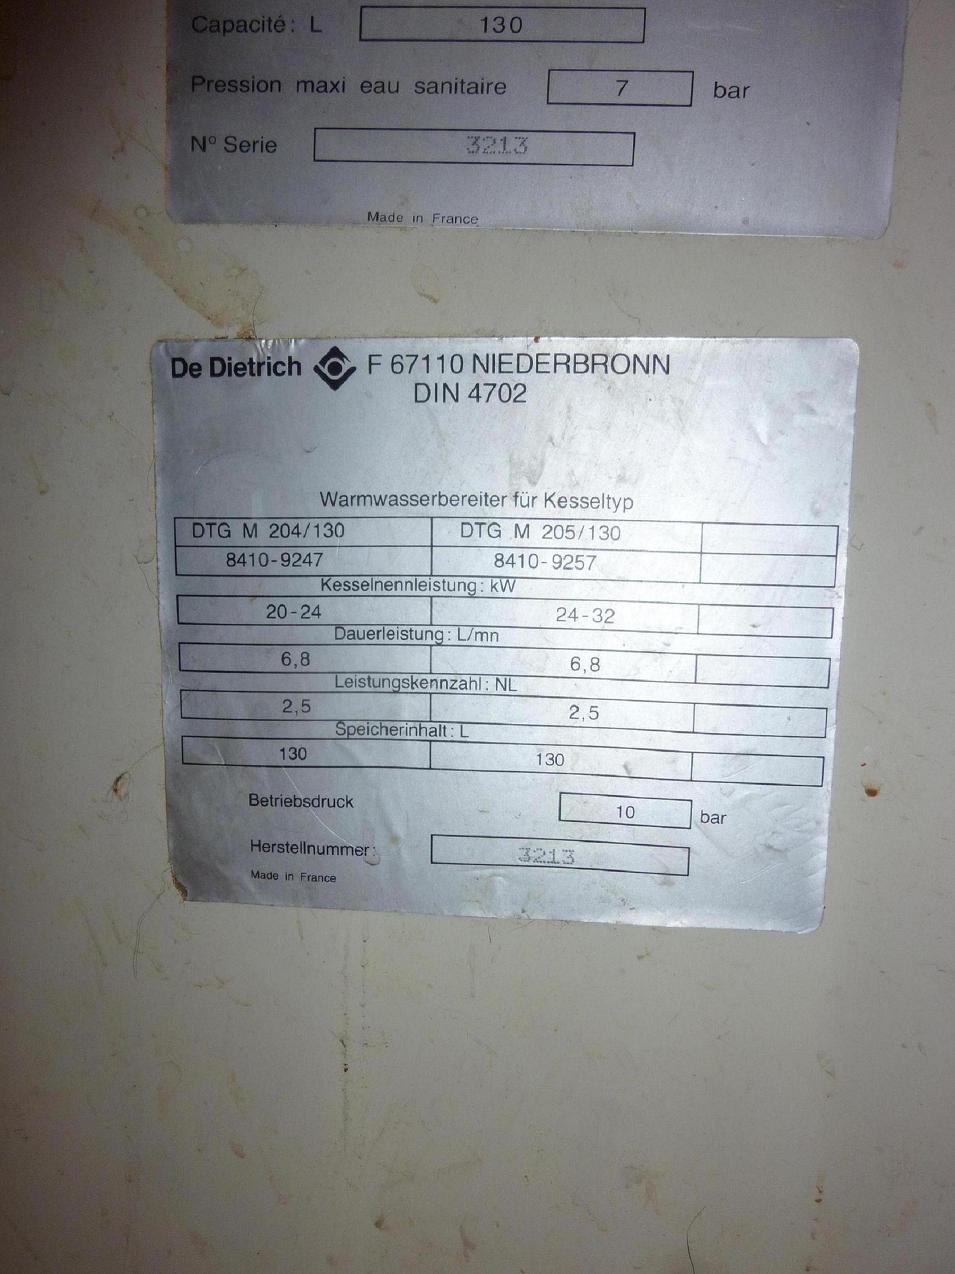 Capacité: L 130
Pression maxi eau sanitaire 7 bar
N° Serie 3213
Made in France
De Dietrich F 67110 NIEDERBRONN
DIN 4702
Warmwasserbereiter für Kesseltyp
DTG M 204/130 DTG M 205/130
8410-9247 8410-9257
Kesselnennleistung: kW
20-24 24-32
Dauerleistung: L/mn
6,8 6,8
Leistungskennzahl: NL
2,5 2,5
Speicherinhalt: L
130 130
Betriebsdruck 10 bar
Herstellnummer: 3213
Made in France